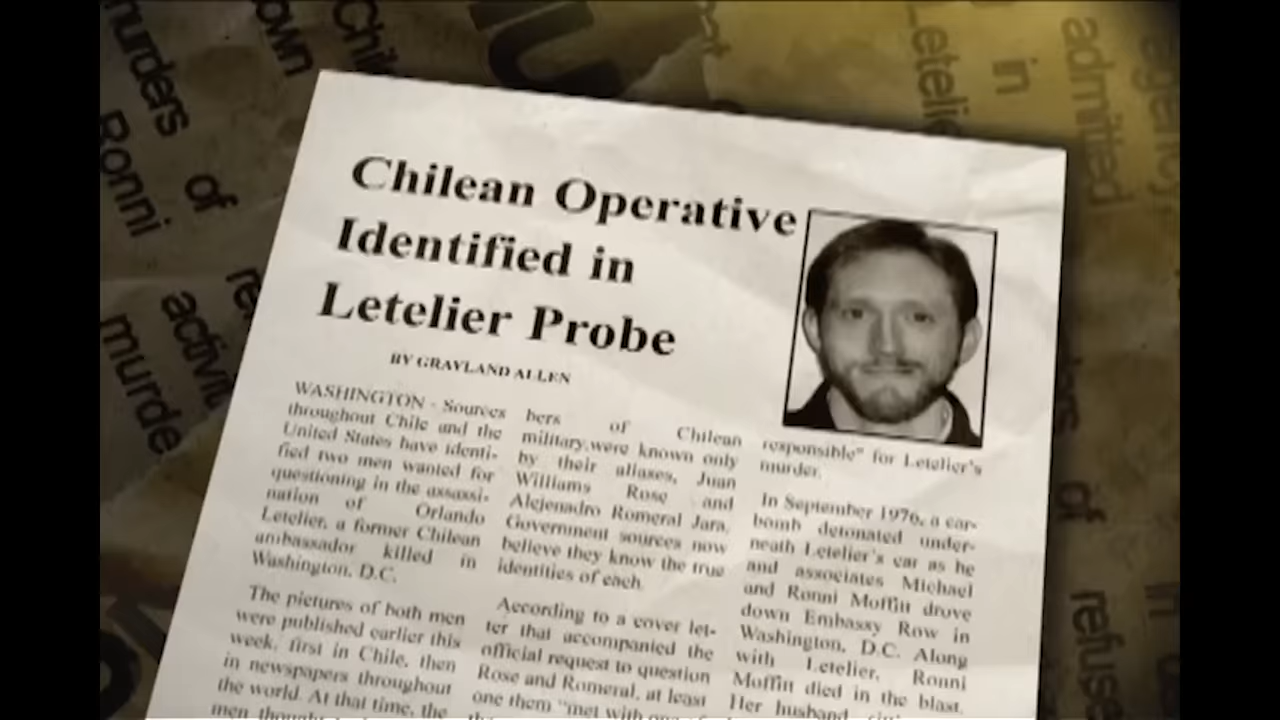 Chilean Operative
Identified in
Letelier Probe
BY GRAYLAND ALLEN
WASHINGTON - Sources
throughout Chile and the
United States have identi-
fied two men wanted for
questioning in the assassi-
nation of Orlando
Letelier, a former Chilean
ambassador killed in
Washington, D.C.
The pictures of both men
were published earlier this
week, first in Chile, then
in newspapers throughout
the world. At that time, the
bers of Chilean
military were known only
by their aliases, Juan
Williams Rose and
Alejenadro Romeral Jara.
Government sources now
believe they know the true
identities of each.
According to a cover let-
ter that accompanied the
official request to question
Rose and Romeral, at least
one them "met with
responsible" for Letelier's
murder.
In September 1976, a car-
bomb detonated under-
neath Letelier's car as he
and associates Michael
and Ronni Moffitt drove
down Embassy Row in
Washington, D.C. Along
with Letelier, Ronni
Moffitt died in the blast.
Her husband
murders of
Ronni
activit
murde
own
Chil
Letelie
in
admitted
of
refuse
in